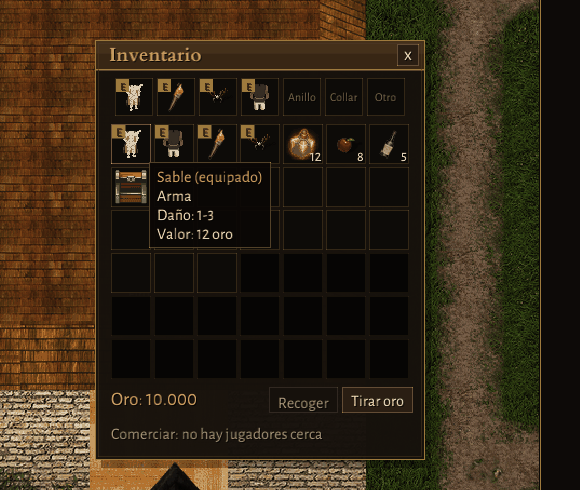 Inventario
X
E E E E Anillo Collar Otro
E E E E 12 8 5
Sable (equipado)
Arma
Daño: 1-3
Valor: 12 oro
Oro: 10.000
Recoger
Tirar oro
Comerciar: no hay jugadores cerca